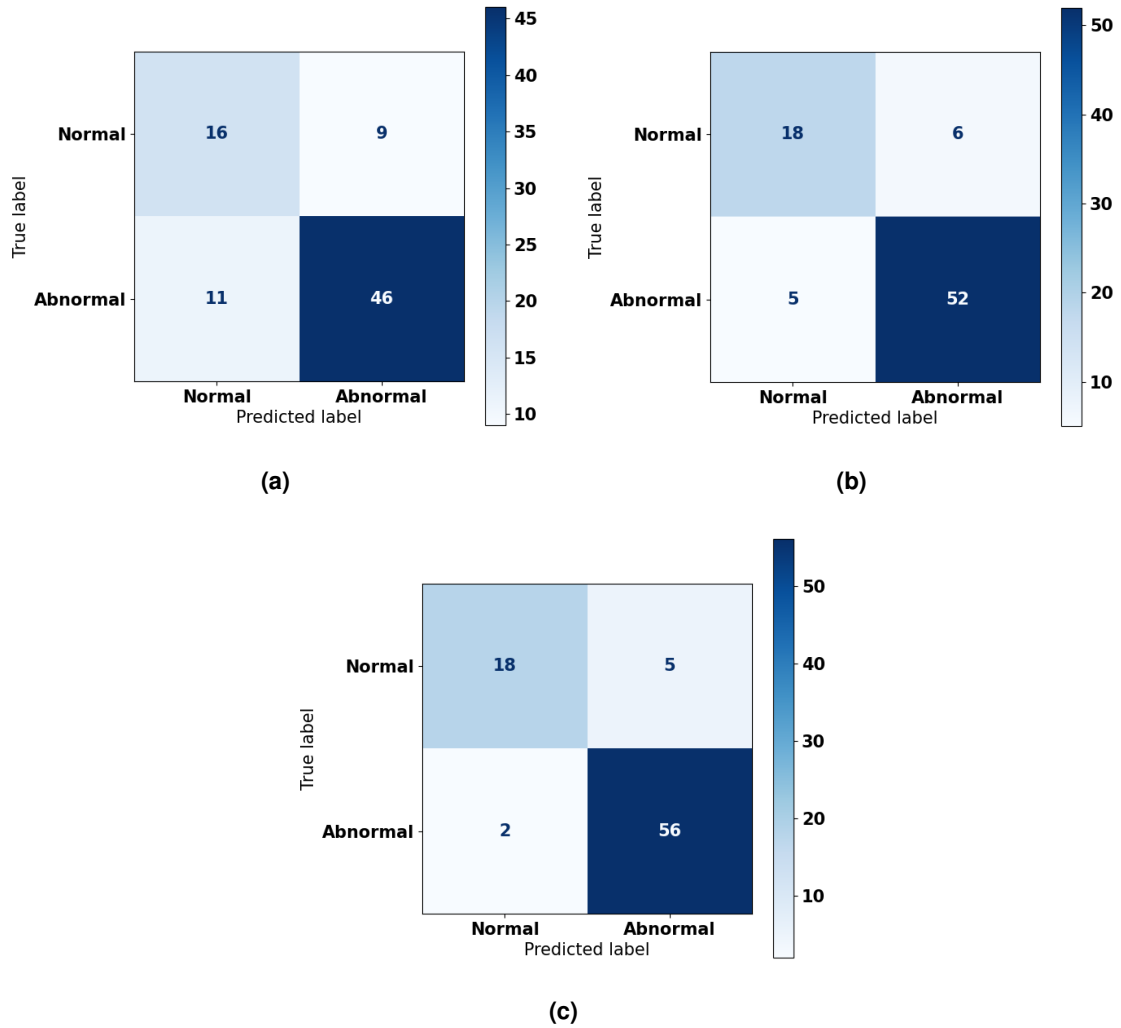 45
40
35
30
25
20
15
10
Normal
Abnormal
True label
16 9
11 46
Normal Abnormal
Predicted label
(a)
50
40
30
20
10
Normal
Abnormal
True label
18 6
5 52
Normal Abnormal
Predicted label
(b)
50
40
30
20
10
Normal
Abnormal
True label
18 5
2 56
Normal Abnormal
Predicted label
(c)